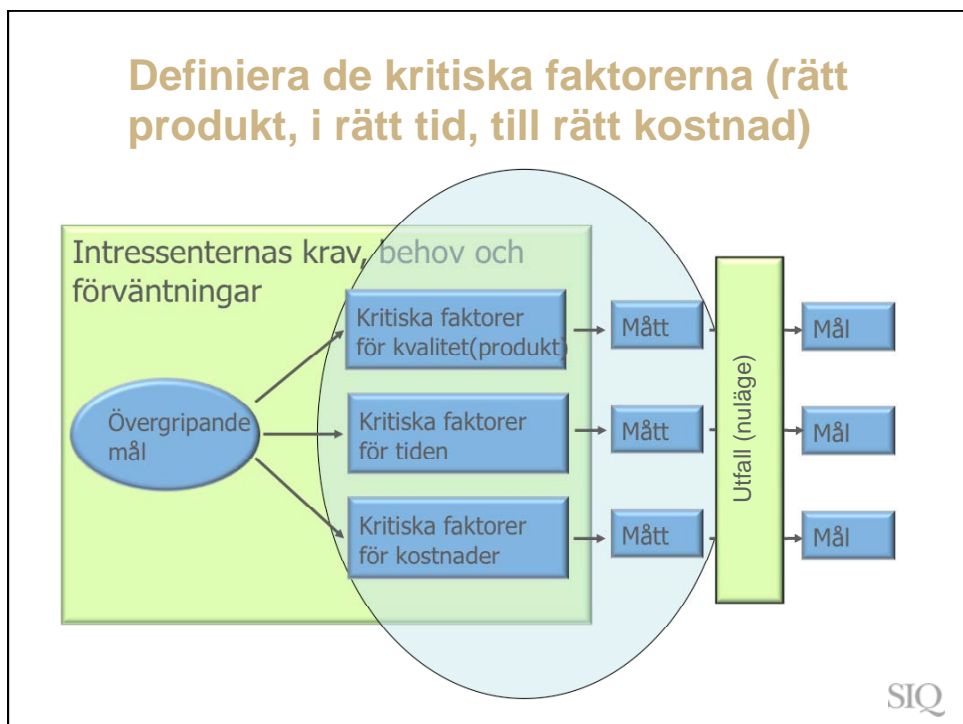 Definiera de kritiska faktorerna (rätt
produkt, i rätt tid, till rätt kostnad)
Intressenternas krav, behov och
förväntningar
Övergripande
mål
Kritiska faktorer
för kvalitet(produkt)
Mått
Mål
Kritiska faktorer
för tiden
Mått
Mål
Kritiska faktorer
för kostnader
Mått
Mål
Utfall (nuläge)
SIQ